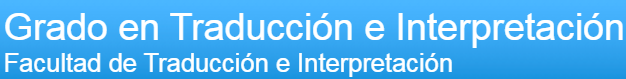 Grado en Traducción e Interpretación
Facultad de Traducción e Interpretación